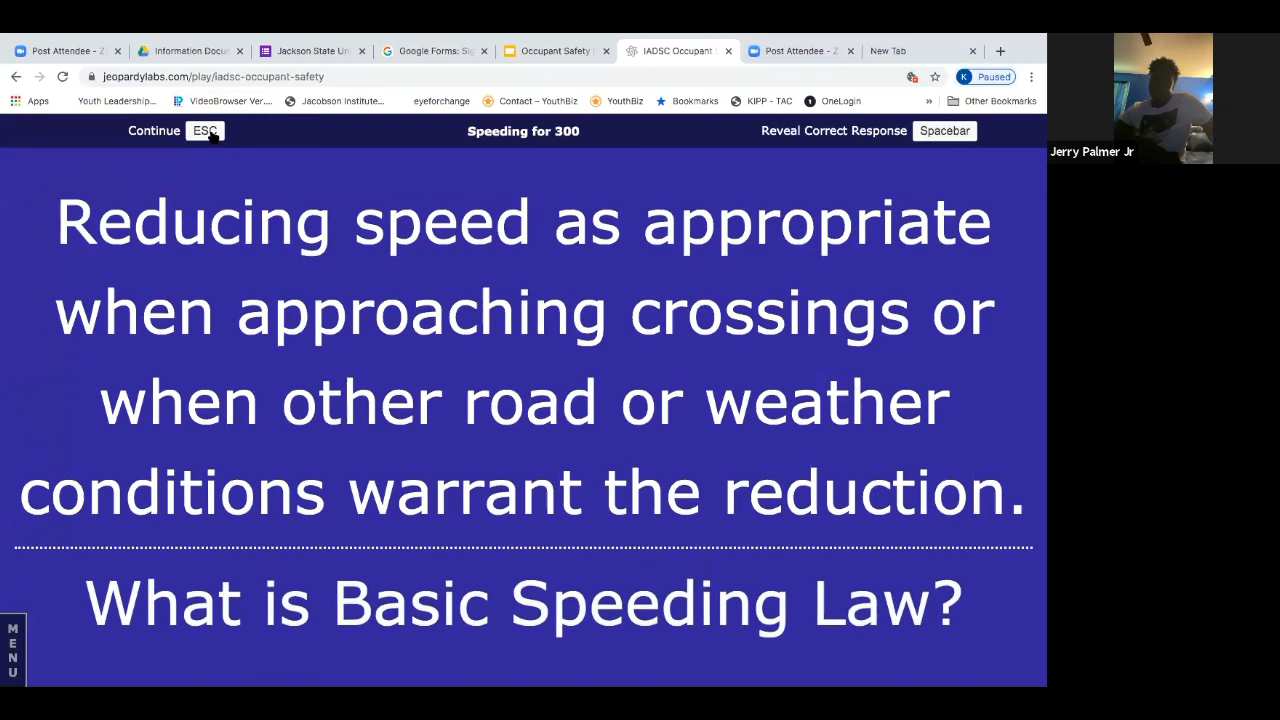 Post Attendee - Z
Information Docu
Jackson State Un
Google Forms: Sig
Occupant Safety
IADSC Occupant
Post Attendee - Z
New Tab
jeopardylabs.com/play/iadsc-occupant-safety
K Paused
Apps
Youth Leadership...
VideoBrowser Ver....
Jacobson Institute...
eyeforchange
Contact – YouthBiz
YouthBiz
Bookmarks
KIPP - TAC
OneLogin
»
Other Bookmarks
Continue ESC
Speeding for 300
Reveal Correct Response Spacebar
Jerry Palmer Jr
Reducing speed as appropriate
when approaching crossings or
when other road or weather
conditions warrant the reduction.
What is Basic Speeding Law?
MENU